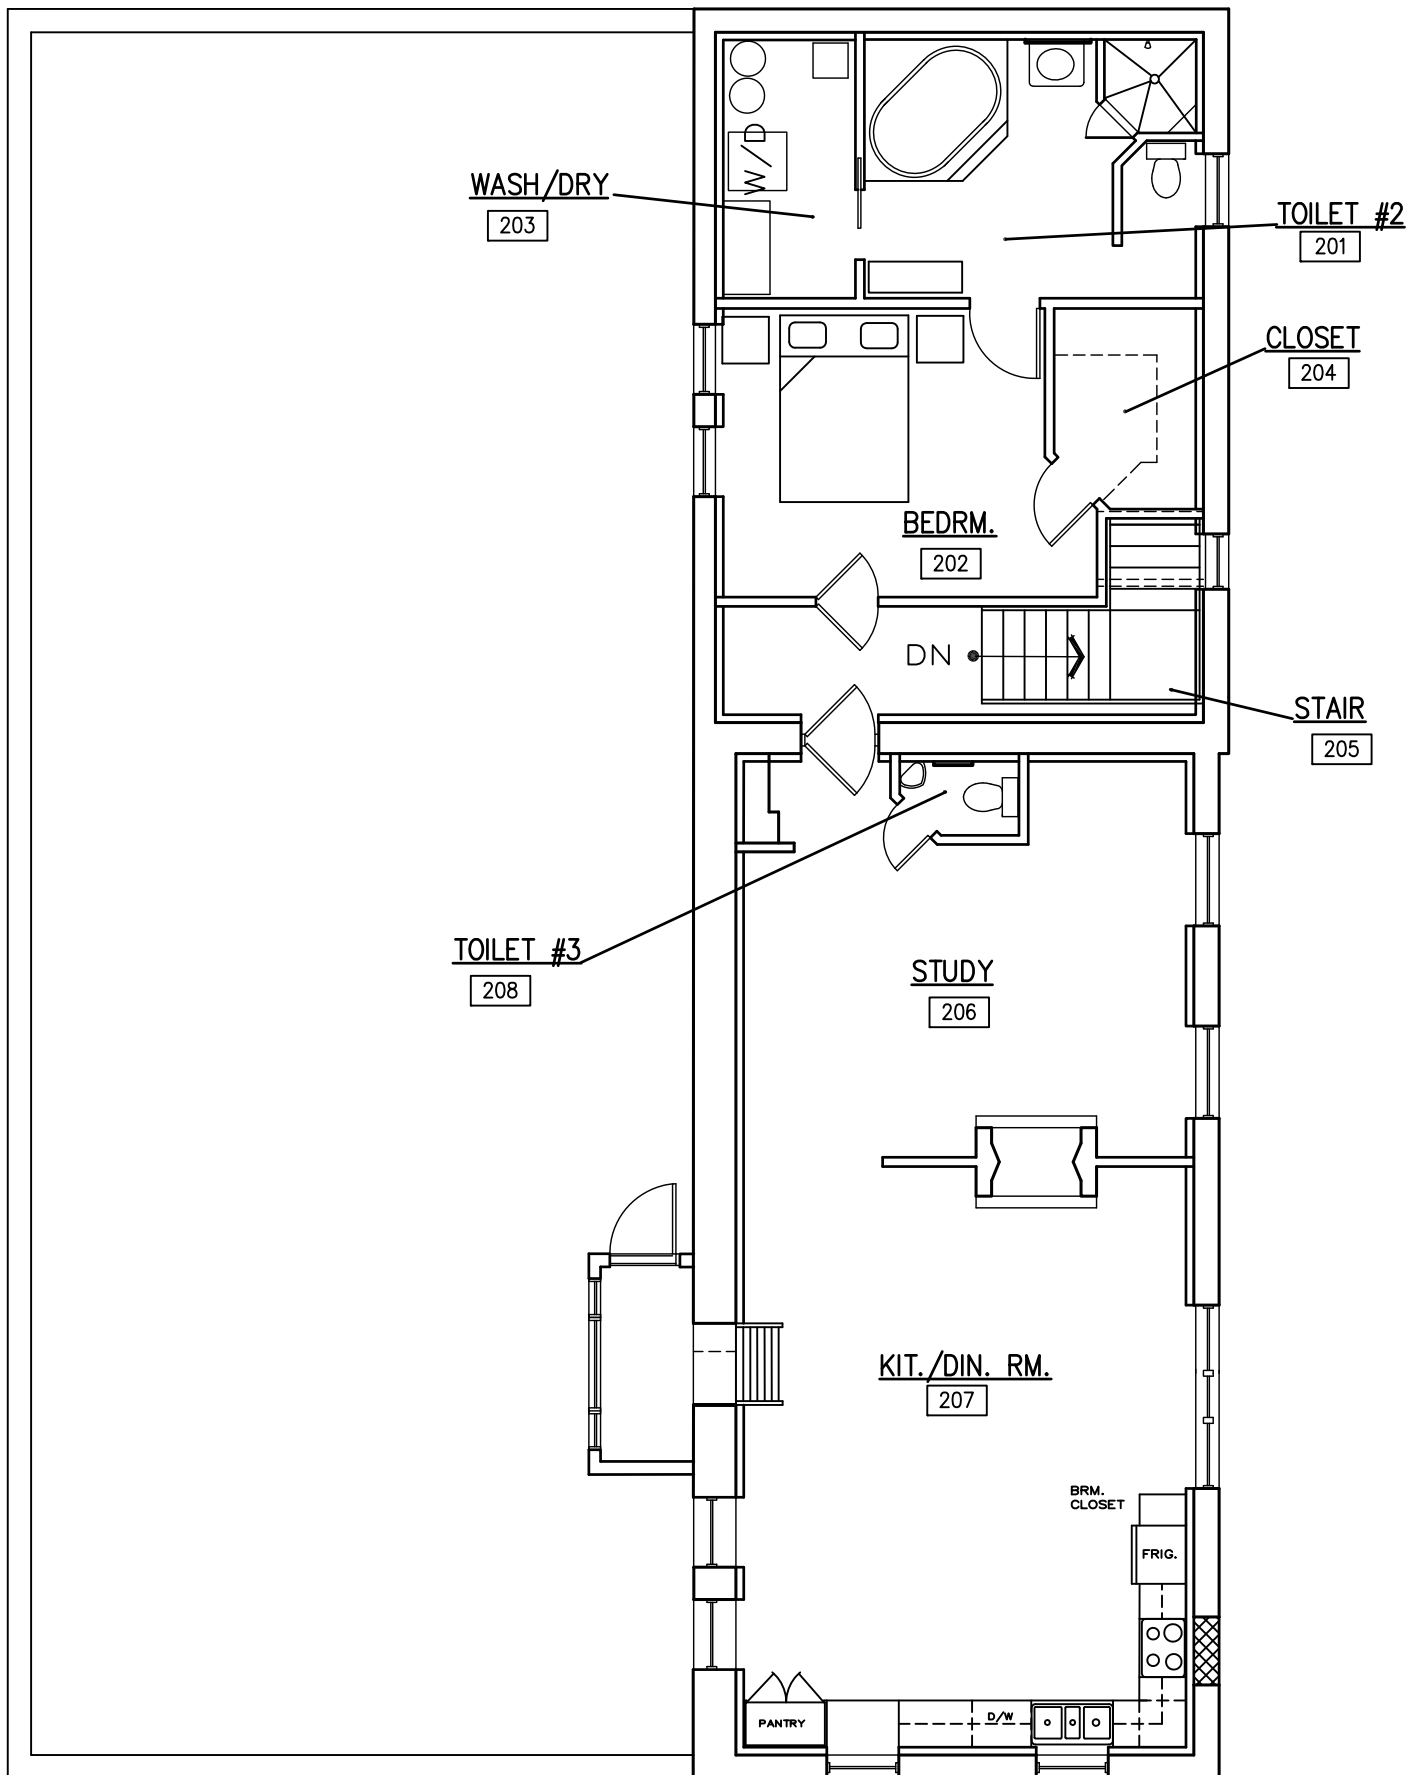 W/D
WASH/DRY
203
TOILET #2
201
CLOSET
204
BEDRM.
202
DN
STAIR
205
TOILET #3
208
STUDY
206
KIT./DIN. RM.
207
BRM.
CLOSET
FRIG.
D/W
PANTRY